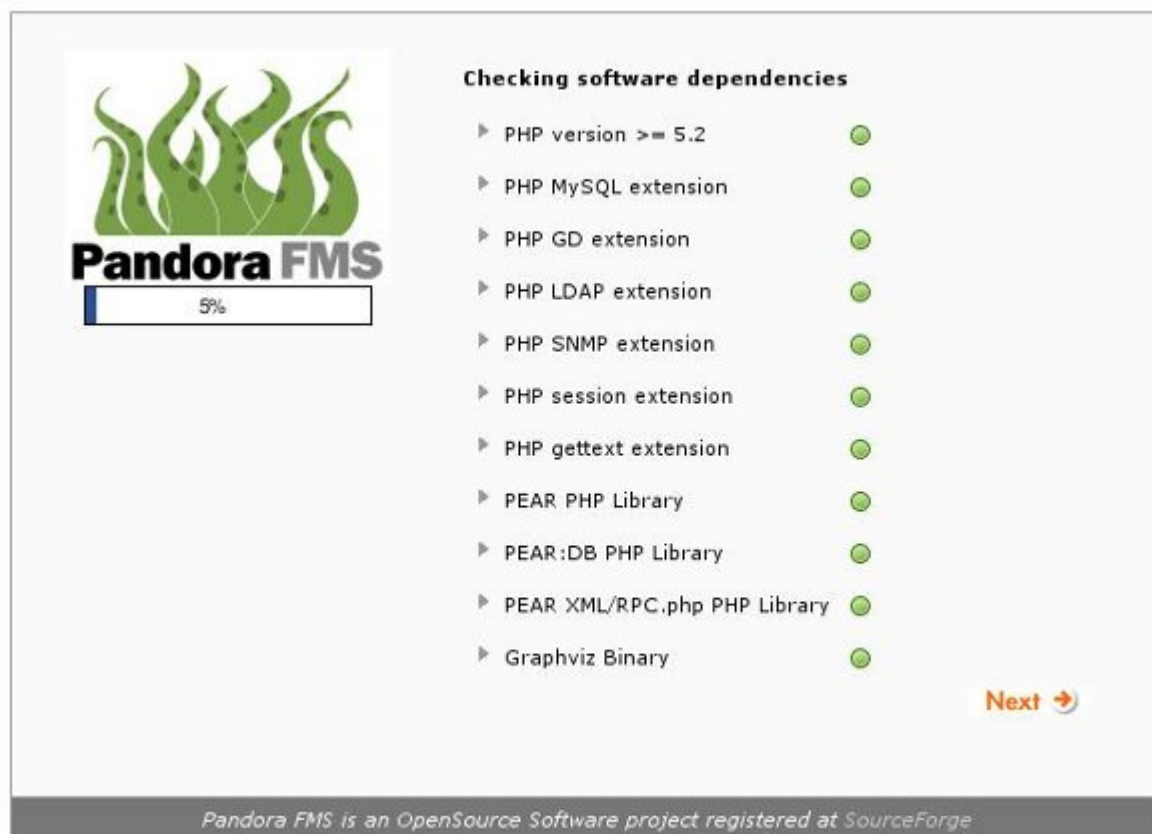 Pandora FMS
5%
Checking software dependencies
PHP version >= 5.2
PHP MySQL extension
PHP GD extension
PHP LDAP extension
PHP SNMP extension
PHP session extension
PHP gettext extension
PEAR PHP Library
PEAR:DB PHP Library
PEAR XML/RPC.php PHP Library
Graphviz Binary
Next
Pandora FMS is an OpenSource Software project registered at SourceForge